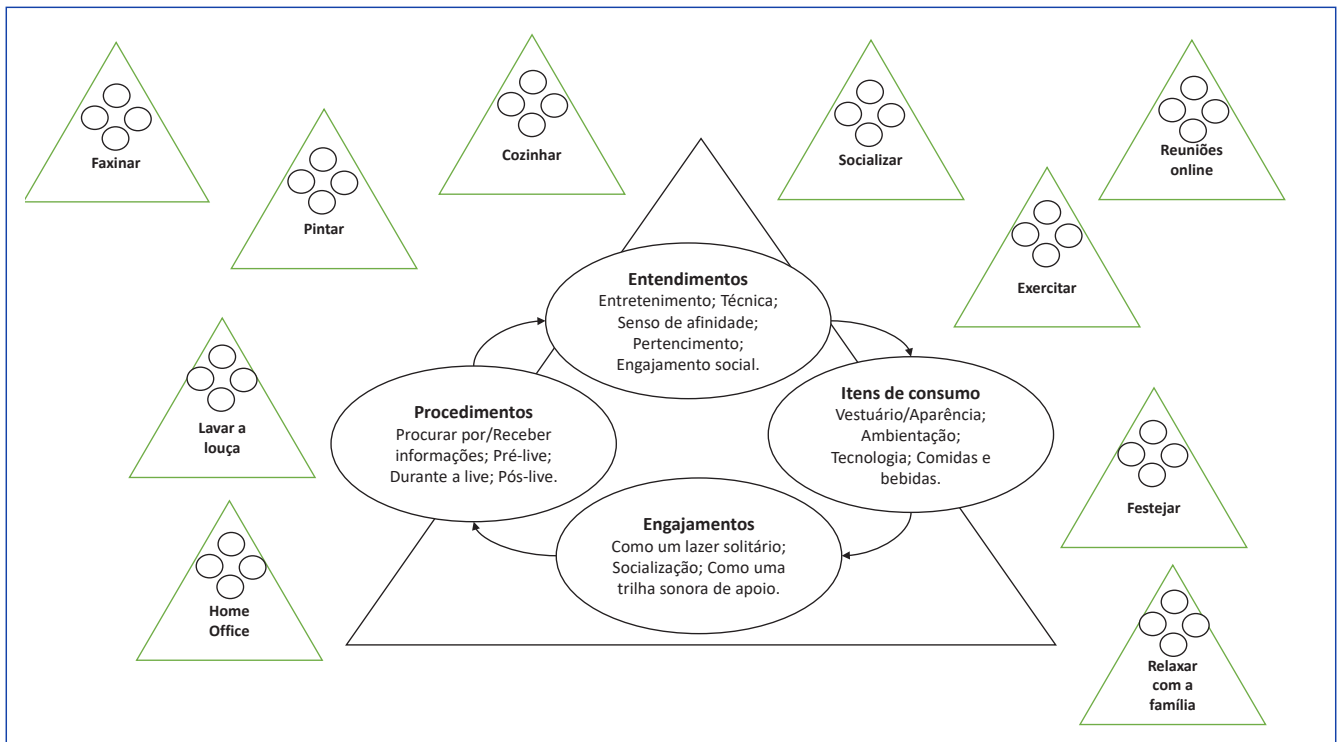 Faxinar
Pintar
Cozinhar
Socializar
Reuniões
online
Exercitar
Entendimentos
Entretenimento; Técnica;
Senso de afinidade;
Pertencimento;
Engajamento social.
Procedimentos
Procurar por/Receber
informações; Pré-live;
Durante a live; Pós-live.
Itens de consumo
Vestuário/Aparência;
Ambientação;
Tecnologia; Comidas e
bebidas.
Engajamentos
Como um lazer solitário;
Socialização; Como uma
trilha sonora de apoio.
Lavar a
louça
Home
Office
Festejar
Relaxar
com a
família